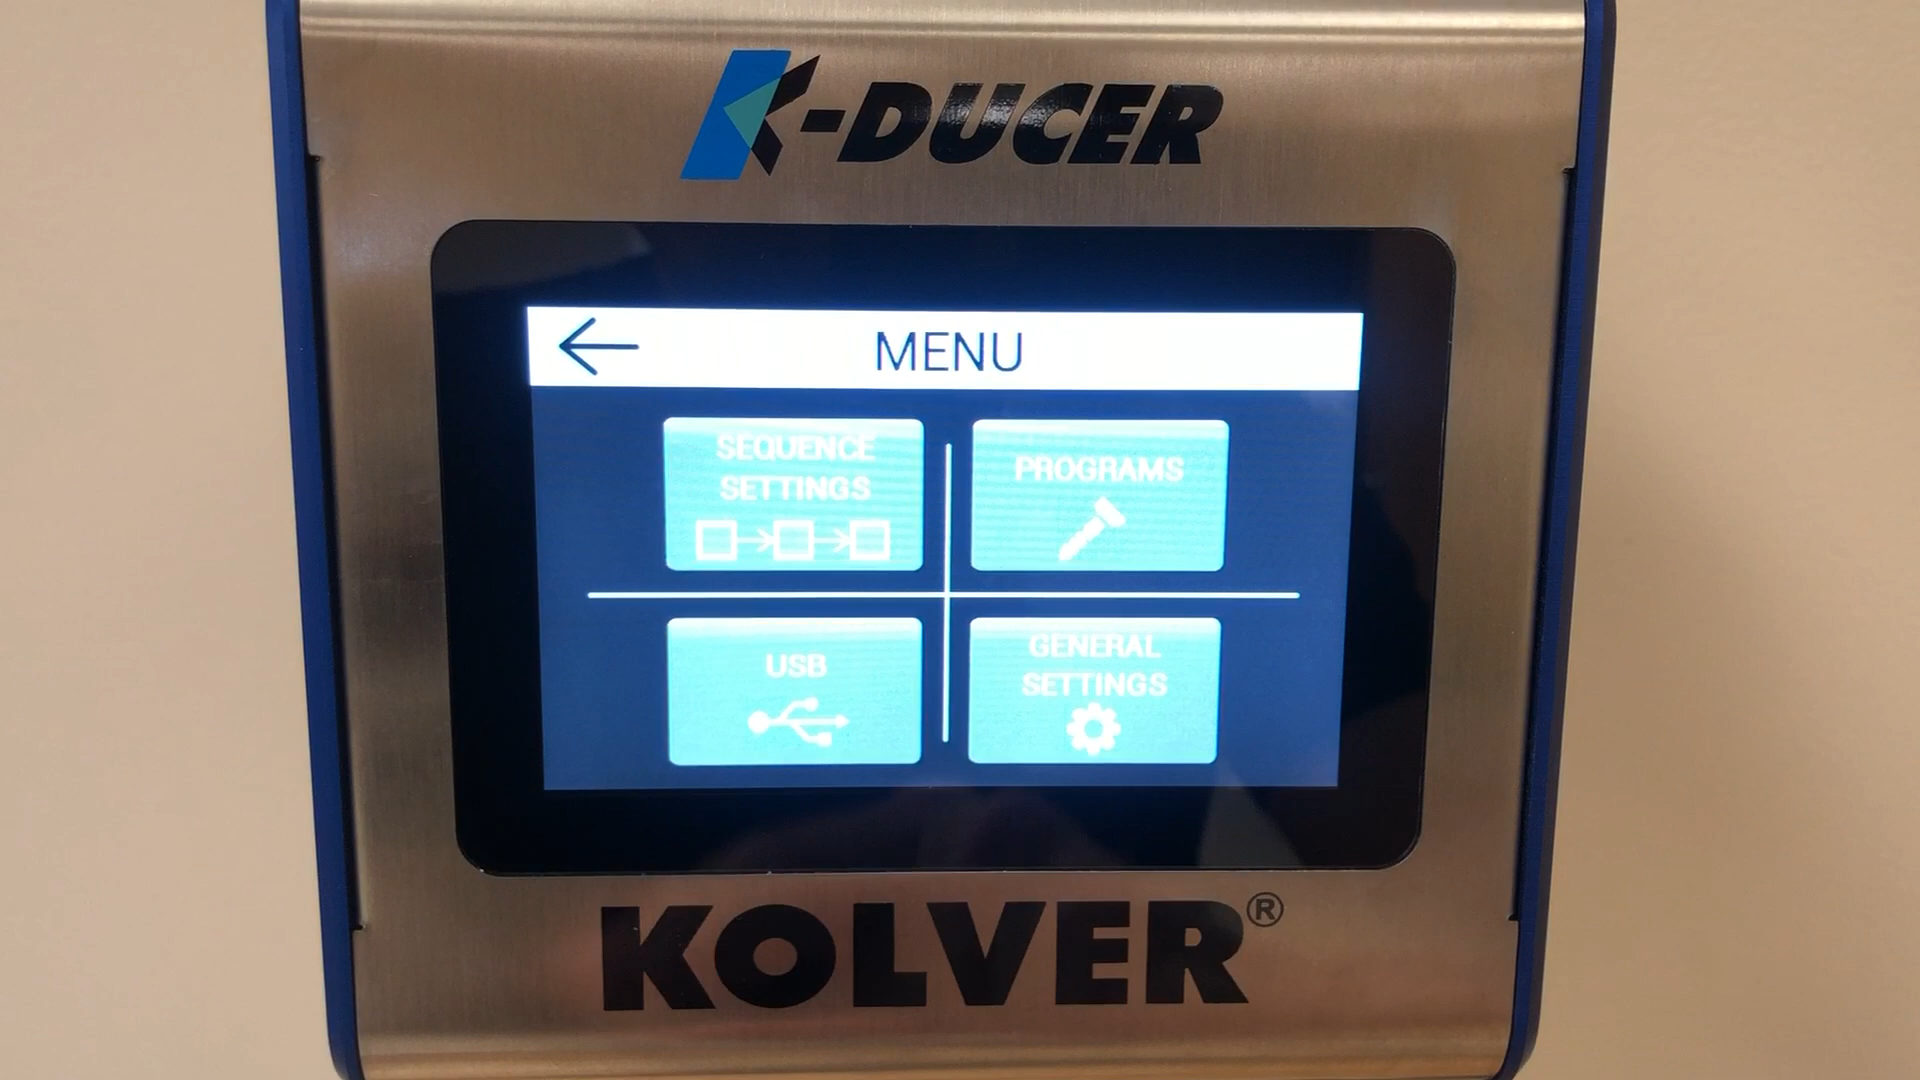 K-DUCER
MENU
SEQUENCE
SETTINGS
PROGRAMS
USB
GENERAL
SETTINGS
KOLVER®